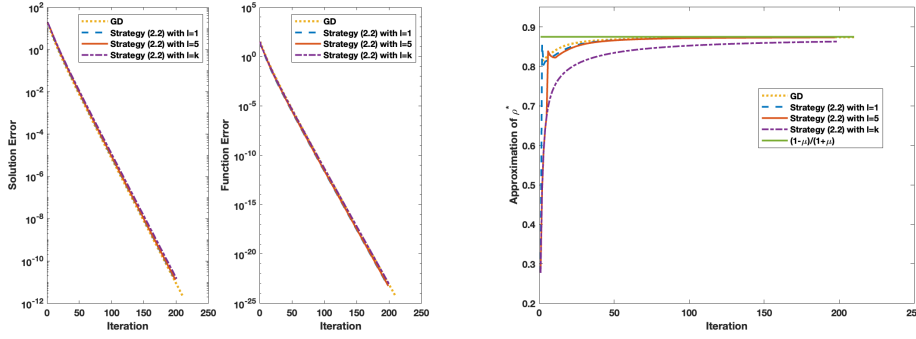 GD
Strategy (2.2) with l=1
Strategy (2.2) with l=5
Strategy (2.2) with l=k
10^2
10^0
10^-2
10^-4
10^-6
10^-8
10^-10
10^-12
Solution Error
0 50 100 150 200 250
Iteration
GD
Strategy (2.2) with l=1
Strategy (2.2) with l=5
Strategy (2.2) with l=k
10^5
10^0
10^-5
10^-10
10^-15
10^-20
10^-25
Function Error
0 50 100 150 200 250
Iteration
GD
Strategy (2.2) with l=1
Strategy (2.2) with l=5
Strategy (2.2) with l=k
(1-μ)/(1+μ)
0.9
0.8
0.7
0.6
0.5
0.4
0.3
0.2
Approximation of ρ*
0 50 100 150 200 250
Iteration